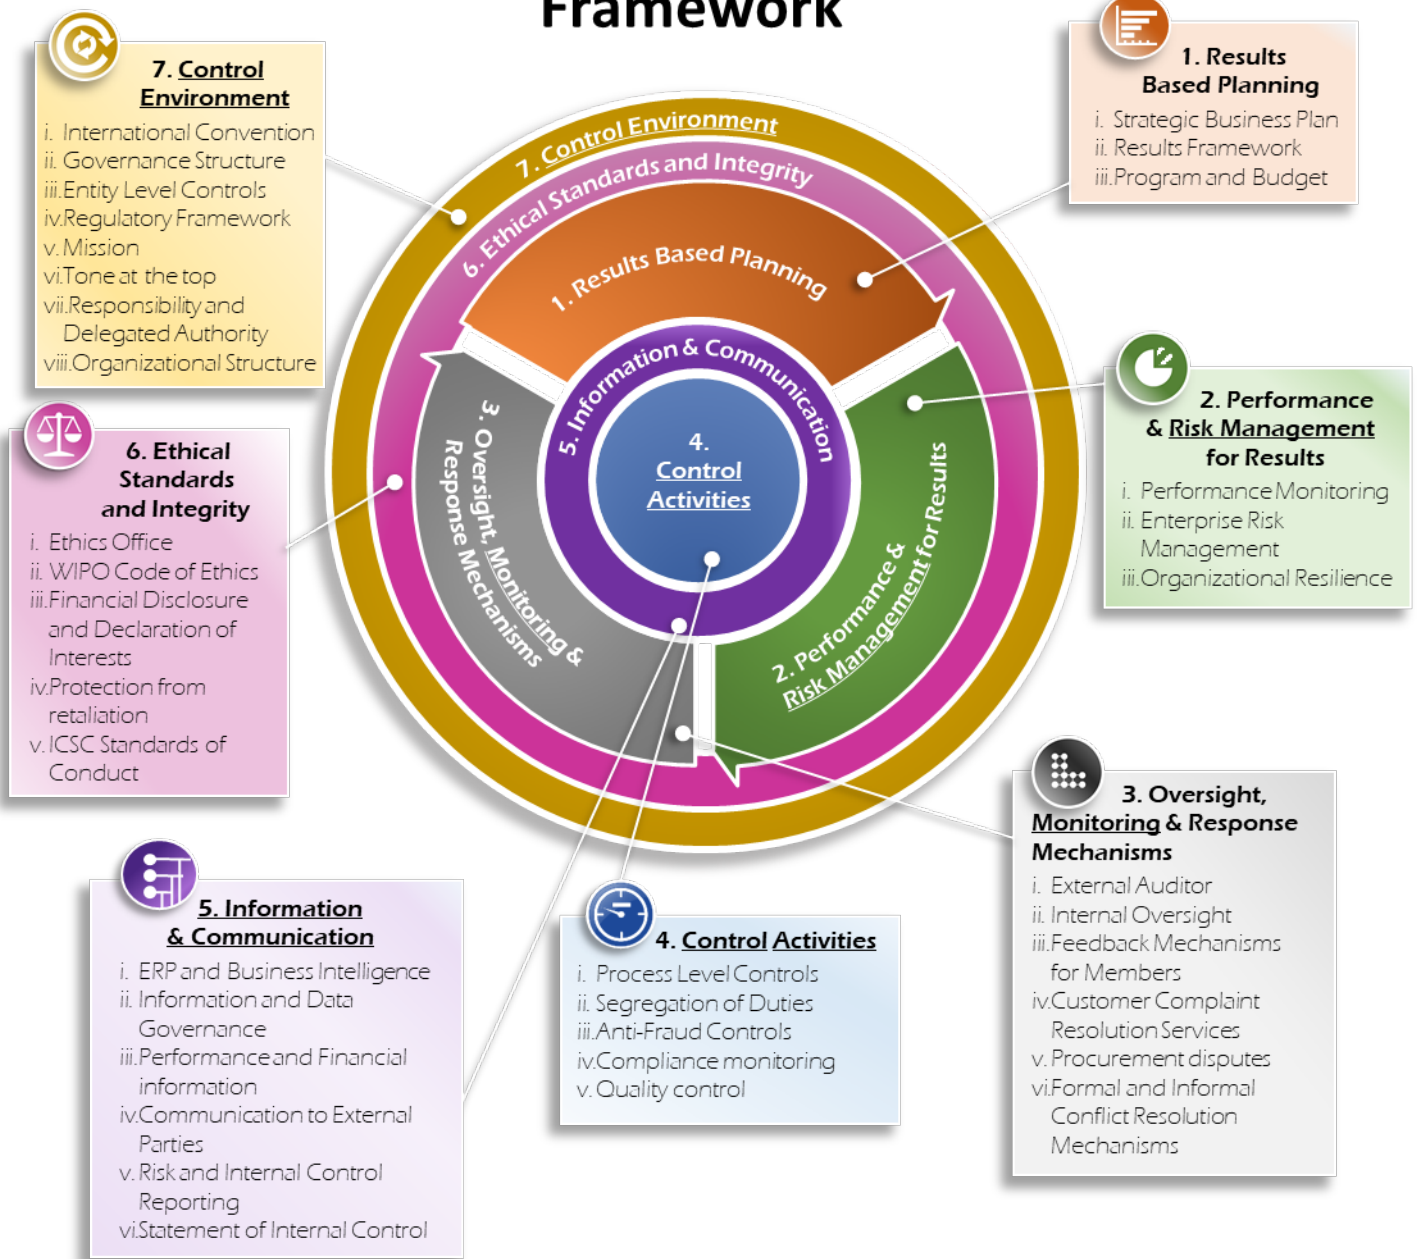 Framework
7. Control
Environment
i. International Convention
ii. Governance Structure
iii.Entity Level Controls
iv.Regulatory Framework
v. Mission
vi.Tone at the top
vii.Responsibility and
Delegated Authority
viii.Organizational Structure
1. Results
Based Planning
i. Strategic Business Plan
ii. Results Framework
iii.Program and Budget
7. Control Environment
6. Ethical Standards and Integrity
1. Results Based Planning
5. Information & Communication
4.
Control
Activities
3. Oversight, Monitoring &
Response Mechanisms
2. Performance &
Risk Management for Results
2. Performance
& Risk Management
for Results
i. Performance Monitoring
ii. Enterprise Risk
Management
iii.Organizational Resilience
6. Ethical
Standards
and Integrity
i. Ethics Office
ii. WIPO Code of Ethics
iii.Financial Disclosure
and Declaration of
Interests
iv.Protection from
retaliation
v. ICSC Standards of
Conduct
3. Oversight,
Monitoring & Response
Mechanisms
i. External Auditor
ii. Internal Oversight
iii.Feedback Mechanisms
for Members
iv.Customer Complaint
Resolution Services
v. Procurement disputes
vi.Formal and Informal
Conflict Resolution
Mechanisms
5. Information
& Communication
i. ERP and Business Intelligence
ii. Information and Data
Governance
iii.Performance and Financial
information
iv.Communication to External
Parties
v. Risk and Internal Control
Reporting
vi.Statement of Internal Control
4. Control Activities
i. Process Level Controls
ii. Segregation of Duties
iii.Anti-Fraud Controls
iv.Compliance monitoring
v. Quality control